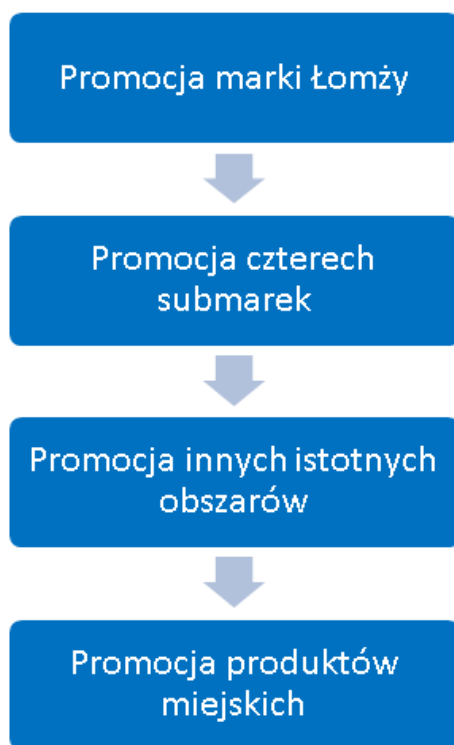 Promocja marki Łomży
Promocja czterech
submarek
Promocja innych istotnych
obszarów
Promocja produktów
miejskich